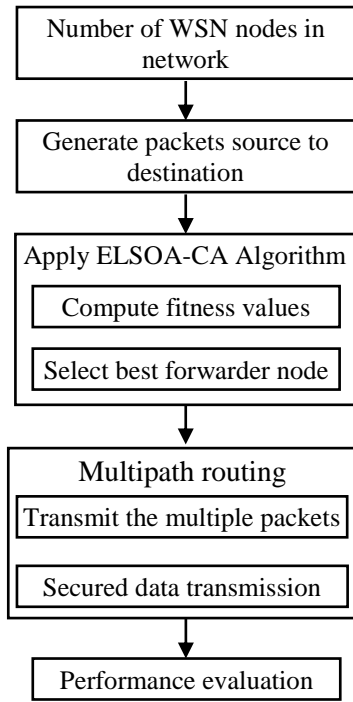 Number of WSN nodes in
network
Generate packets source to
destination
Apply ELSOA-CA Algorithm
Compute fitness values
Select best forwarder node
Multipath routing
Transmit the multiple packets
Secured data transmission
Performance evaluation